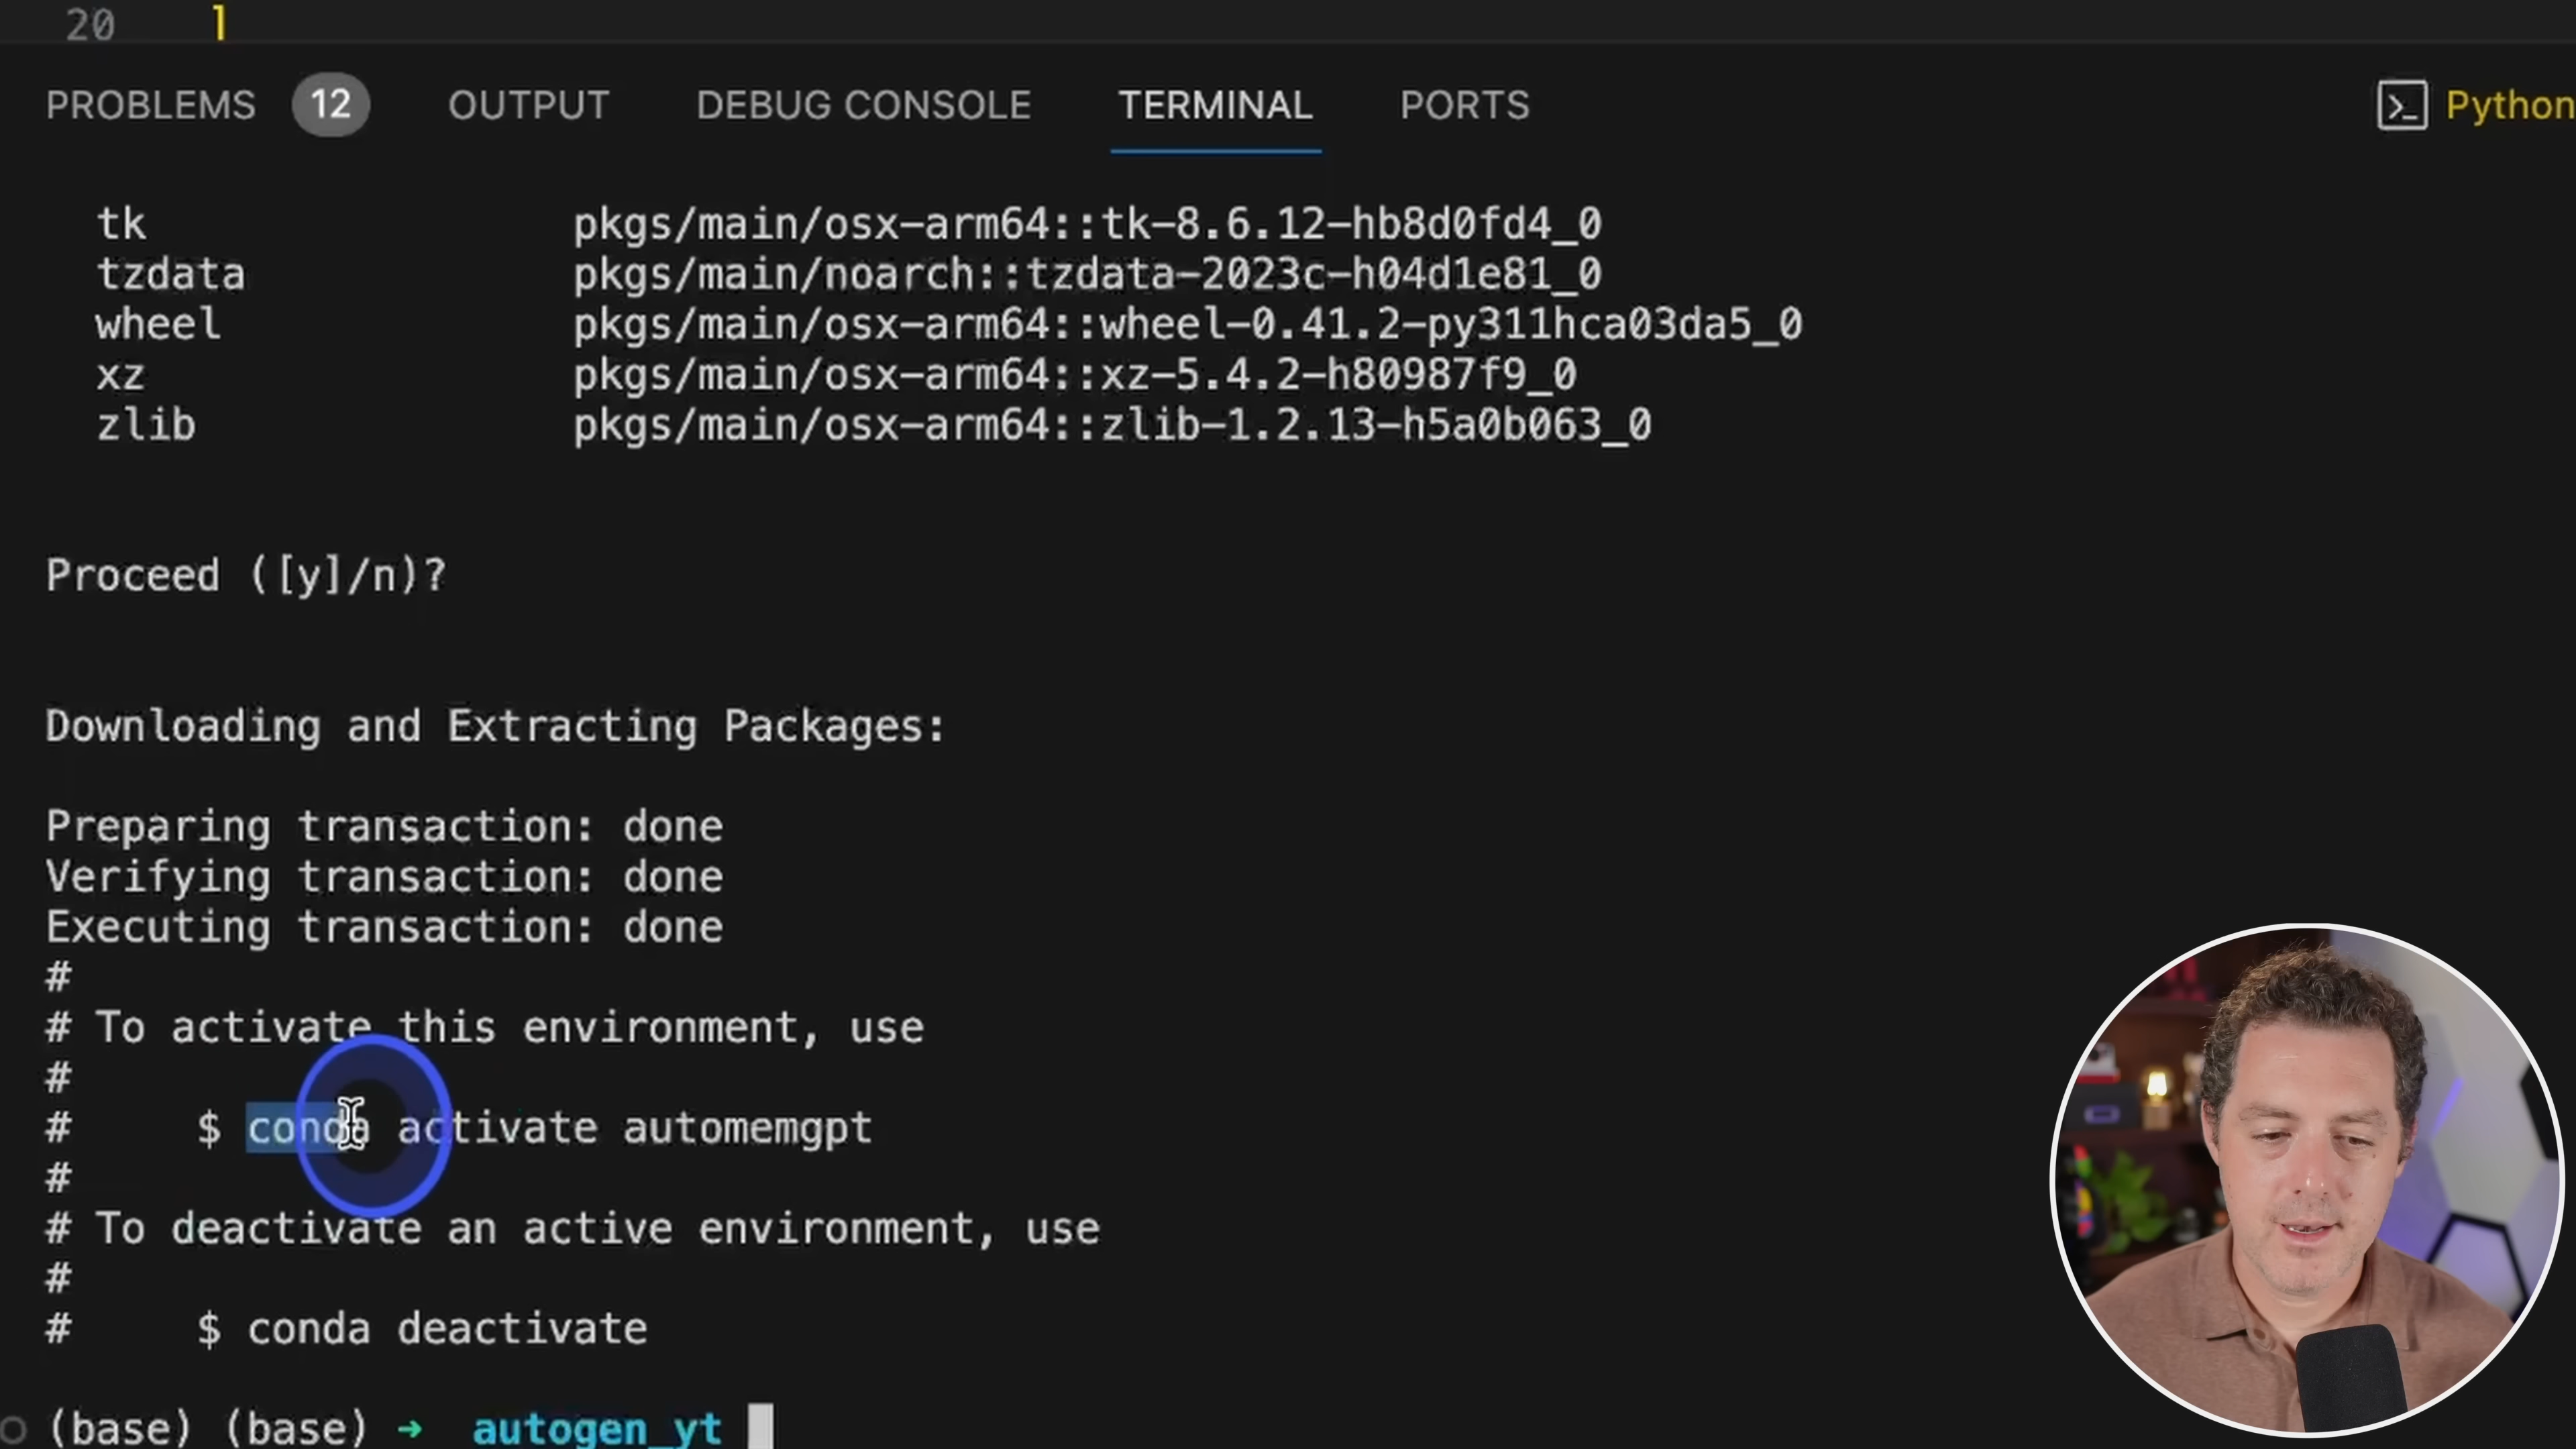 20 ]
PROBLEMS 12 OUTPUT DEBUG CONSOLE TERMINAL PORTS Python
tk pkgs/main/osx-arm64::tk-8.6.12-hb8d0fd4_0
tzdata pkgs/main/noarch::tzdata-2023c-h04d1e81_0
wheel pkgs/main/osx-arm64::wheel-0.41.2-py311hca03da5_0
xz pkgs/main/osx-arm64::xz-5.4.2-h80987f9_0
zlib pkgs/main/osx-arm64::zlib-1.2.13-h5a0b063_0
Proceed ([y]/n)?
Downloading and Extracting Packages:
Preparing transaction: done
Verifying transaction: done
Executing transaction: done
#
# To activate this environment, use
#
# $ conda activate automemgpt
#
# To deactivate an active environment, use
#
# $ conda deactivate
(base) (base) ➜ autogen_yt